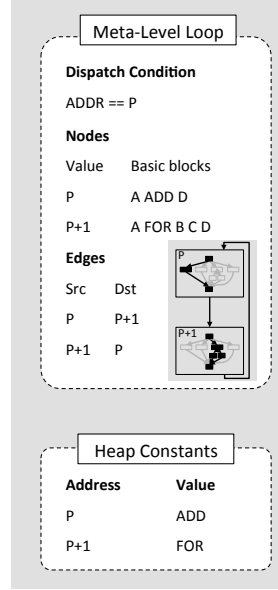 Meta-Level Loop
Dispatch Condition
ADDR == P
Nodes
Value Basic blocks
P A ADD D
P+1 A FOR B C D
Edges
Src Dst
P P+1
P+1 P
P
P+1
Heap Constants
Address Value
P ADD
P+1 FOR